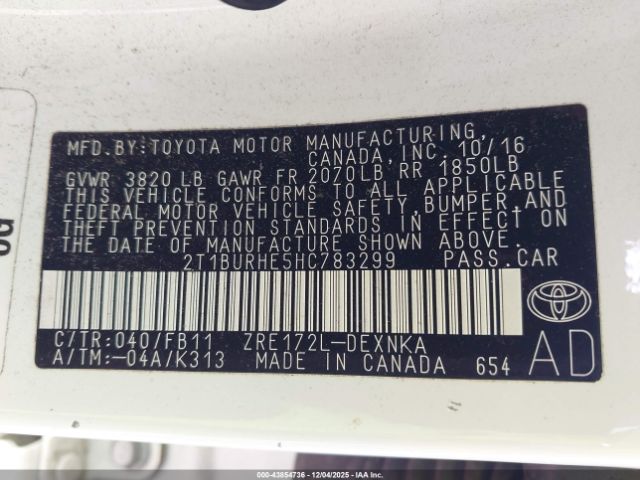 MFD. BY: TOYOTA MOTOR MANUFACTURING,
CANADA, INC. 10/16
GVWR 3820 LB GAWR FR 2070LB RR 1850LB
THIS VEHICLE CONFORMS TO ALL APPLICABLE
FEDERAL MOTOR VEHICLE SAFETY, BUMPER, AND
THEFT PREVENTION STANDARDS IN EFFECT ON
THE DATE OF MANUFACTURE SHOWN ABOVE.
2T1BURHE5HC783299 PASS. CAR
C/TR: 040/FB11 ZRE172L-DEXNKA
A/TM:-04A/K313 MADE IN CANADA 654
AD
000-43854736 - 12/04/2025 - IAAI.COM